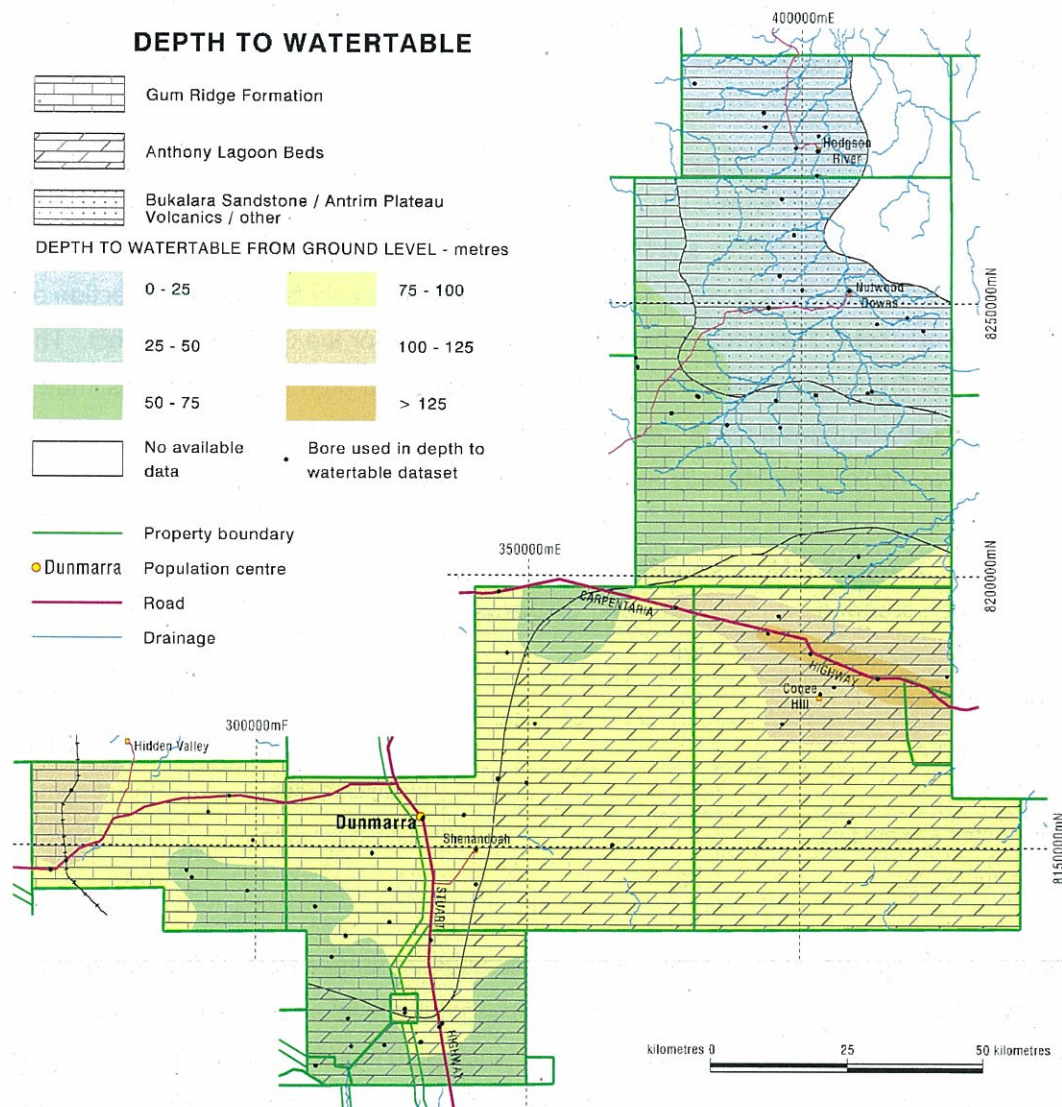 DEPTH TO WATERTABLE
Gum Ridge Formation
Anthony Lagoon Beds
Bukalara Sandstone / Antrim Plateau
Volcanics / other
DEPTH TO WATERTABLE FROM GROUND LEVEL - metres
0 - 25
75 - 100
25 - 50
100 - 125
50 - 75
> 125
No available
data
Bore used in depth to
watertable dataset
Property boundary
Dunmarra
Population centre
Road
Drainage
400000mE
Hodgson
River
Nutwood
Downs
8250000mN
350000mE
8200000mN
CARPENTARIA
HIGHWAY
Cogee
Hill
300000mE
Hidden Valley
Dunmarra
Shenandoah
8150000mN
STUART
HIGHWAY
kilometres 0
25
50 kilometres